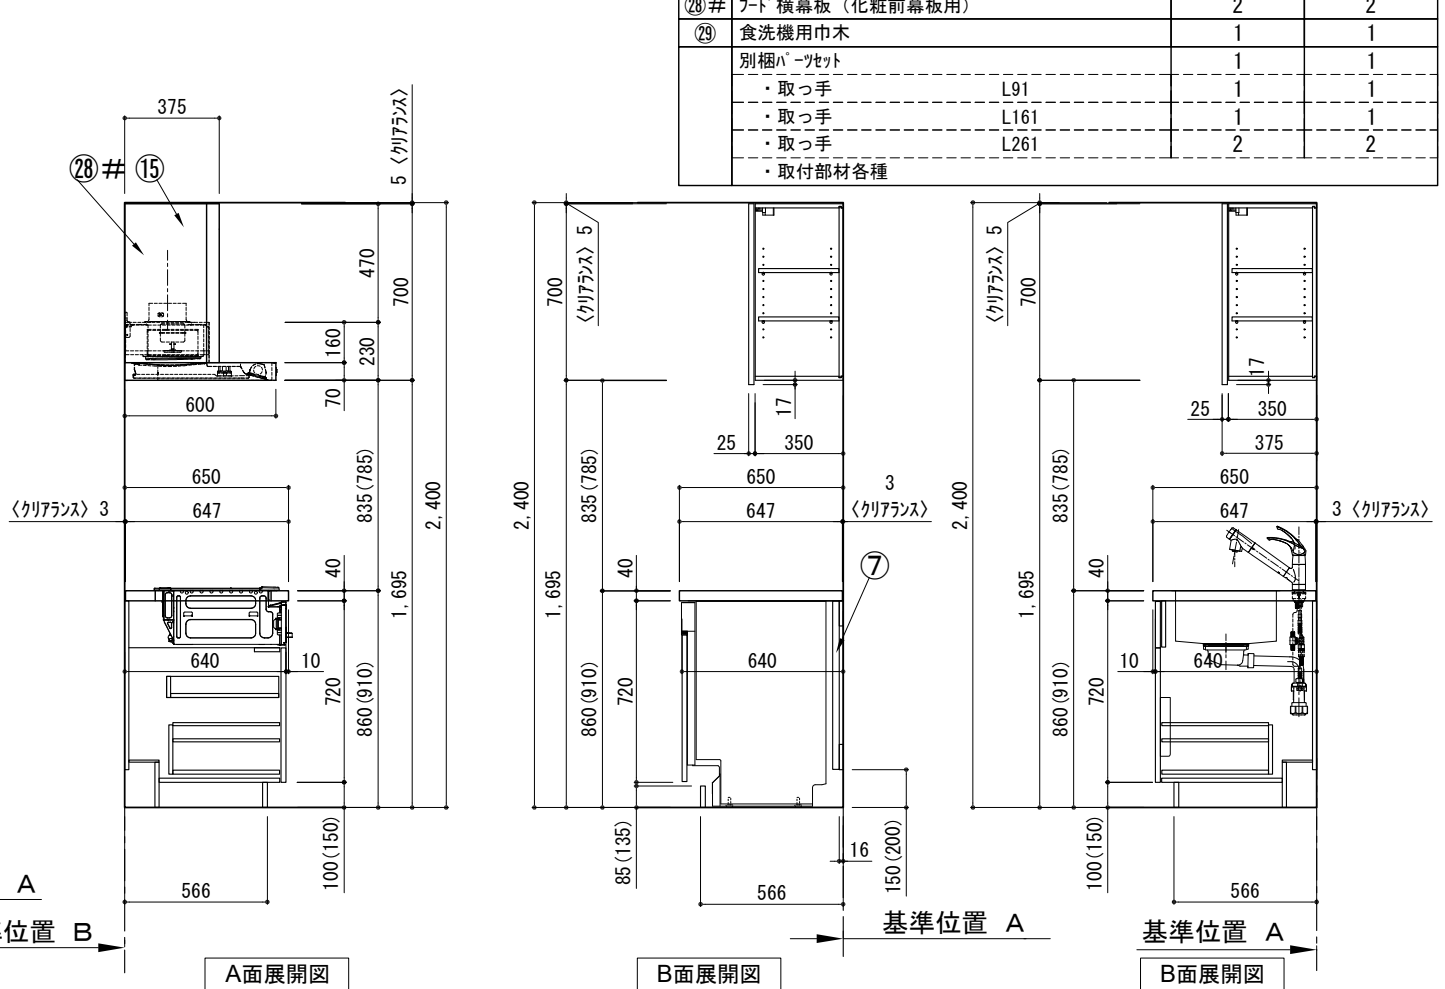 ㉘# ﾌｰﾄﾞ横幕板（化粧前幕板用） 2 2
㉙ 食洗機用巾木 1 1
別梱ﾊﾟｰﾂｾｯﾄ 1 1
・取っ手 L91 1 1
・取っ手 L161 1 1
・取っ手 L261 2 2
・取付部材各種
375
㉘# ⑮
5 〈ｸﾘｱﾗﾝｽ〉
470
700
160
230
70
600
650
647
〈ｸﾘｱﾗﾝｽ〉 3
835(785)
2,400
40
1,695
640
10
720
860(910)
100(150)
566
A
位置 B
A面展開図
700
〈ｸﾘｱﾗﾝｽ〉 5
17
25 350
650
647
3
〈ｸﾘｱﾗﾝｽ〉
2,400
835(785)
1,695
40
⑦
640
720
860(910)
85(135)
16
150(200)
566
基準位置 A
B面展開図
700
〈ｸﾘｱﾗﾝｽ〉 5
17
25 350
375
650
647
3 〈ｸﾘｱﾗﾝｽ〉
2,400
835(785)
1,695
40
10 640
720
860(910)
100(150)
566
基準位置 A
B面展開図